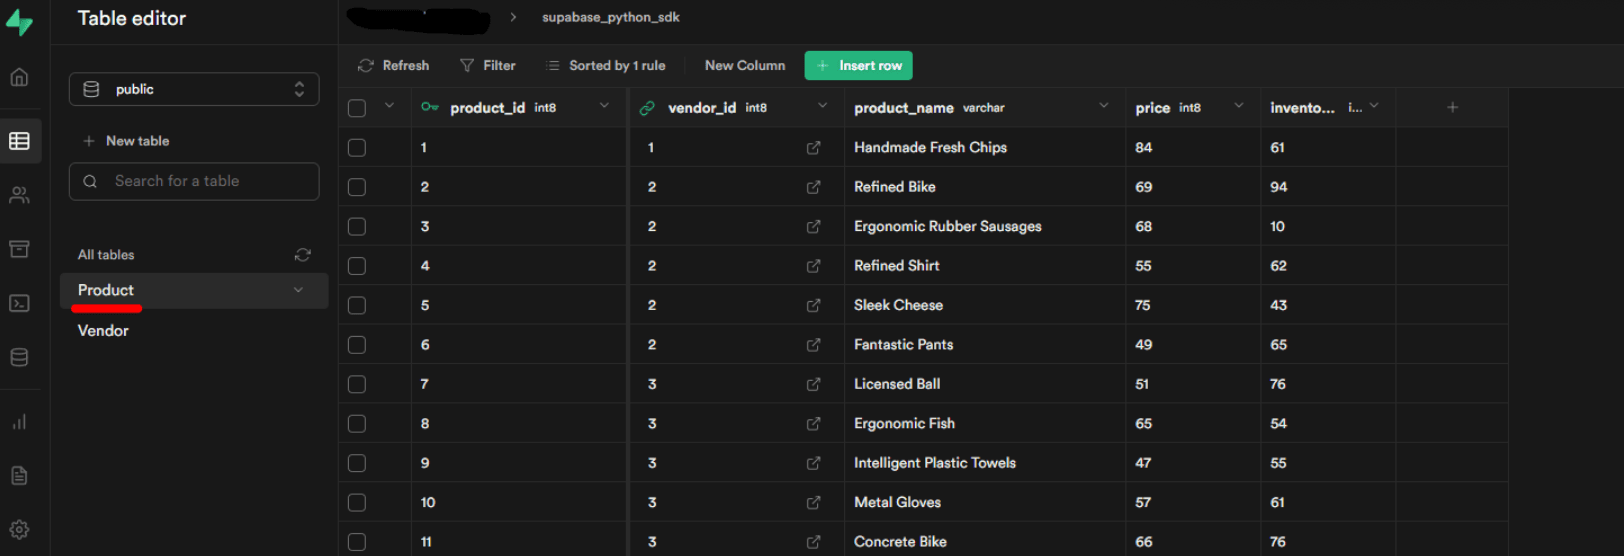 Table editor
supabase_python_sdk
public
New table
Search for a table
All tables
Product
Vendor
Refresh Filter Sorted by 1 rule New Column Insert row
product_id int8 vendor_id int8 product_name varchar price int8 invento... i...
1 1 Handmade Fresh Chips 84 61
2 2 Refined Bike 69 94
3 2 Ergonomic Rubber Sausages 68 10
4 2 Refined Shirt 55 62
5 2 Sleek Cheese 75 43
6 2 Fantastic Pants 49 65
7 3 Licensed Ball 51 76
8 3 Ergonomic Fish 65 54
9 3 Intelligent Plastic Towels 47 55
10 3 Metal Gloves 57 61
11 3 Concrete Bike 66 76